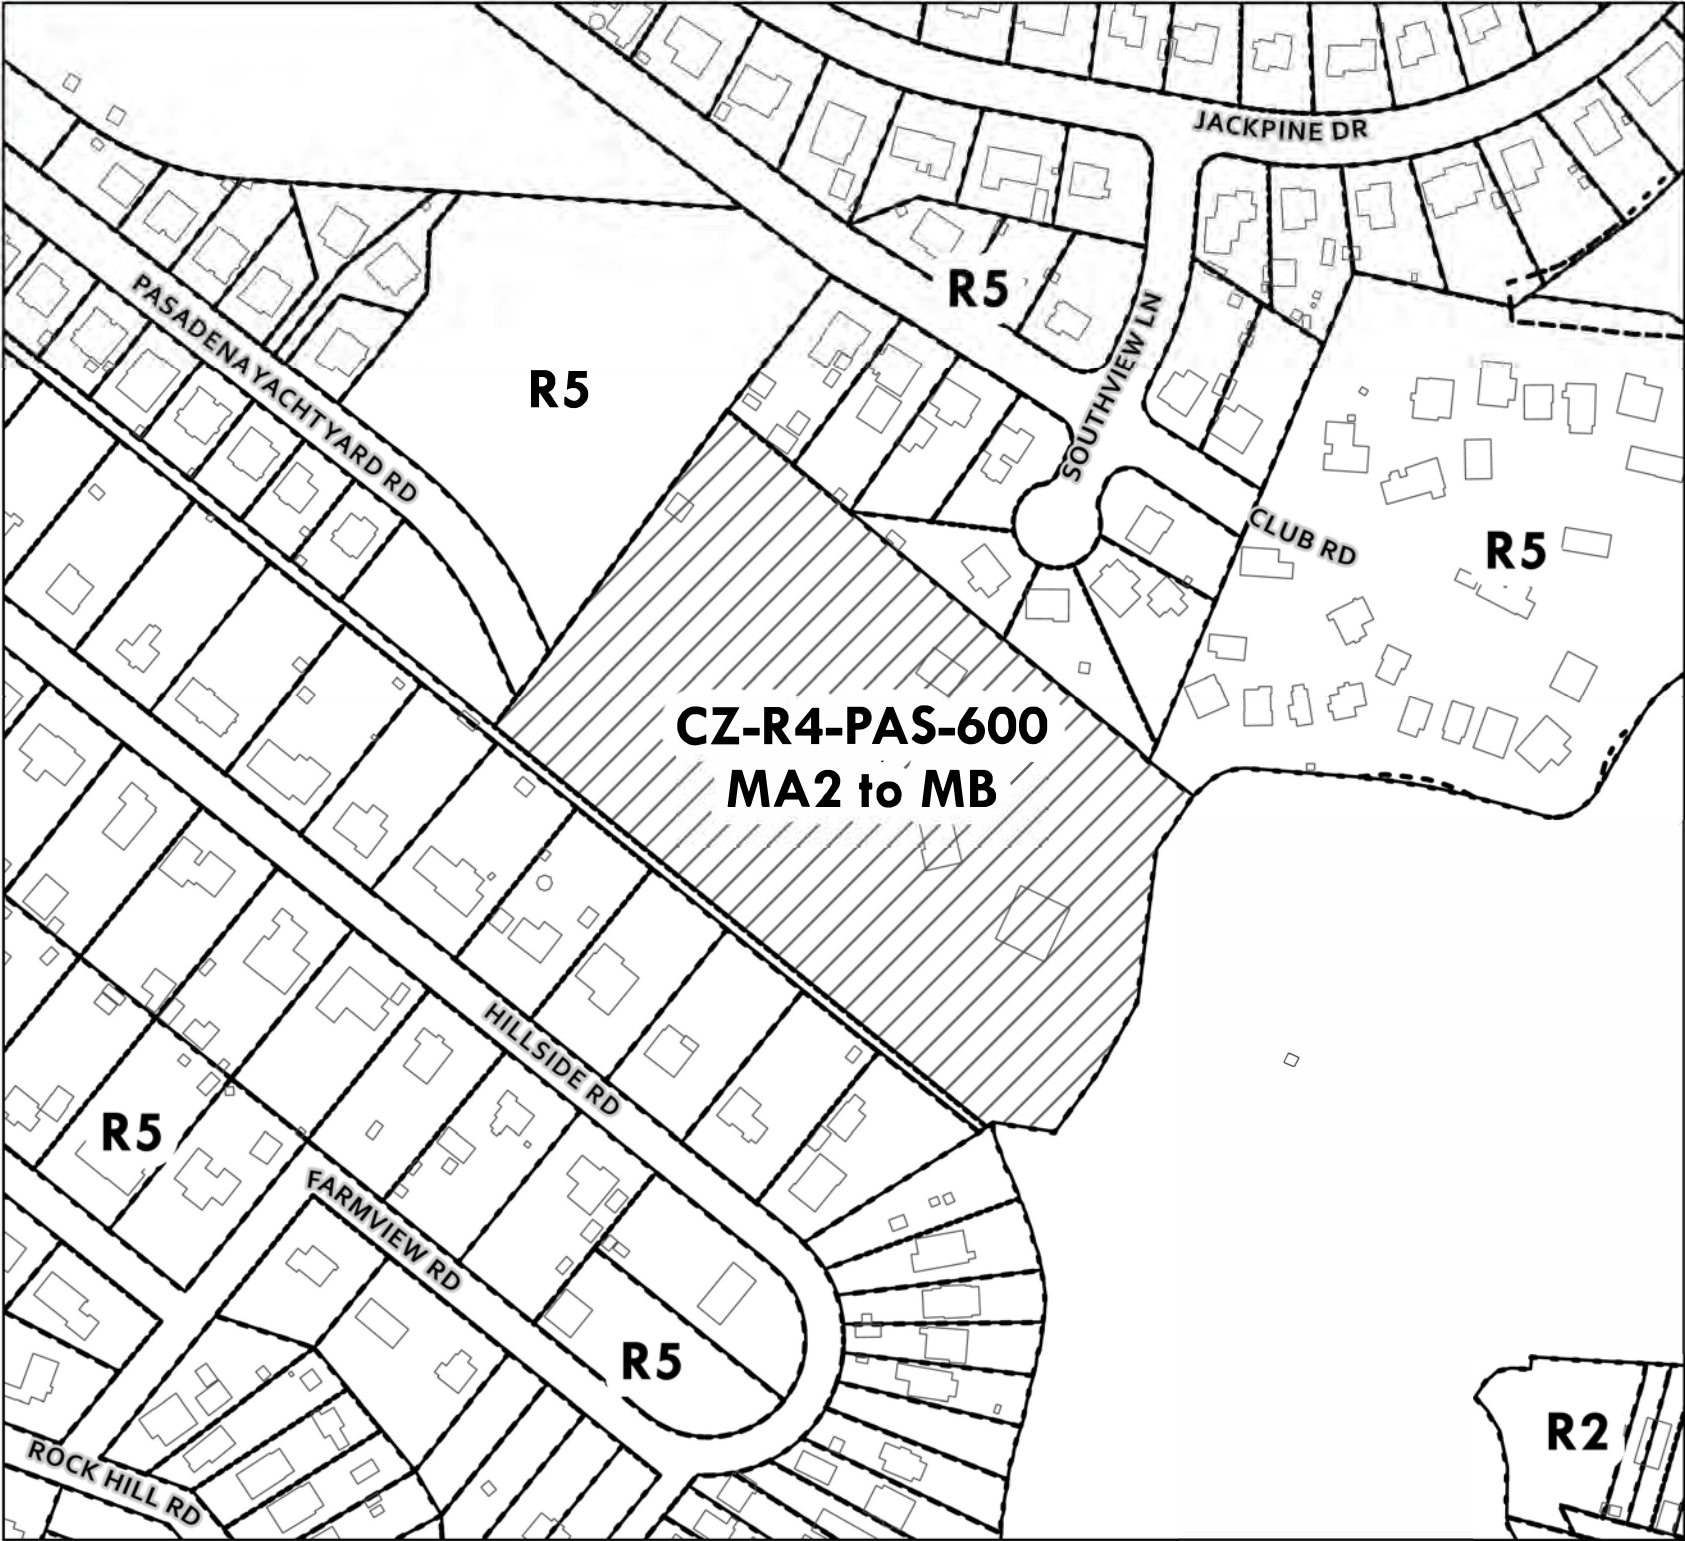 JACKPINE DR
R5
SOUTHVIEW LN
PASADENA YACHTYARD RD
R5
CLUB RD
R5
CZ-R4-PAS-600
MA2 to MB
HILLSIDE RD
R5
FARMVIEW RD
R5
R2
ROCK HILL RD